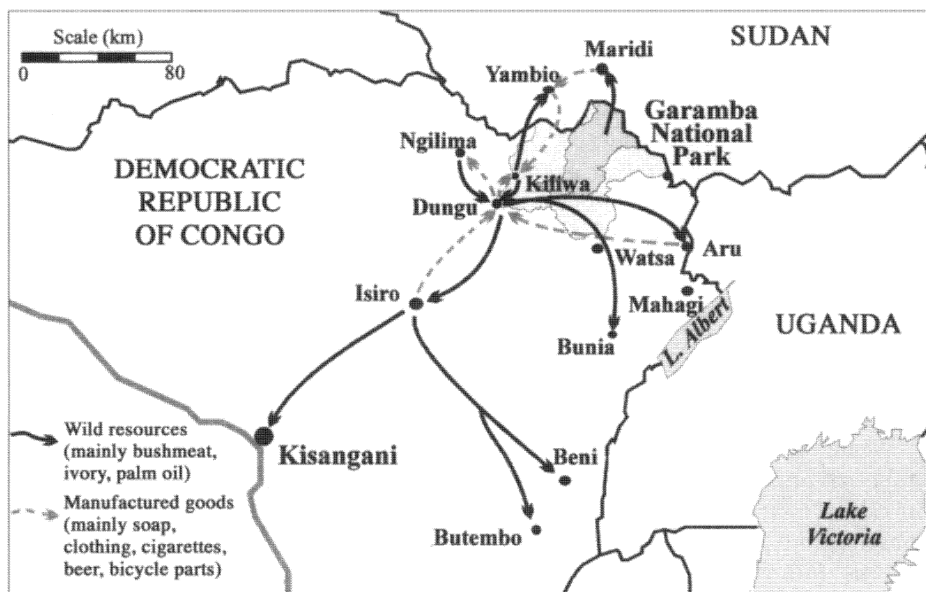 Scale (km)
0 80
SUDAN
Maridi
Yambio
Garamba
National
Park
Ngilima
DEMOCRATIC
REPUBLIC
OF CONGO
Kiliwa
Dungu
Watsa
Aru
Isiro
Mahagi
UGANDA
L. Albert
Bunia
Wild resources
(mainly bushmeat,
ivory, palm oil)
Kisangani
Beni
Manufactured goods
(mainly soap,
clothing, cigarettes,
beer, bicycle parts)
Butembo
Lake
Victoria